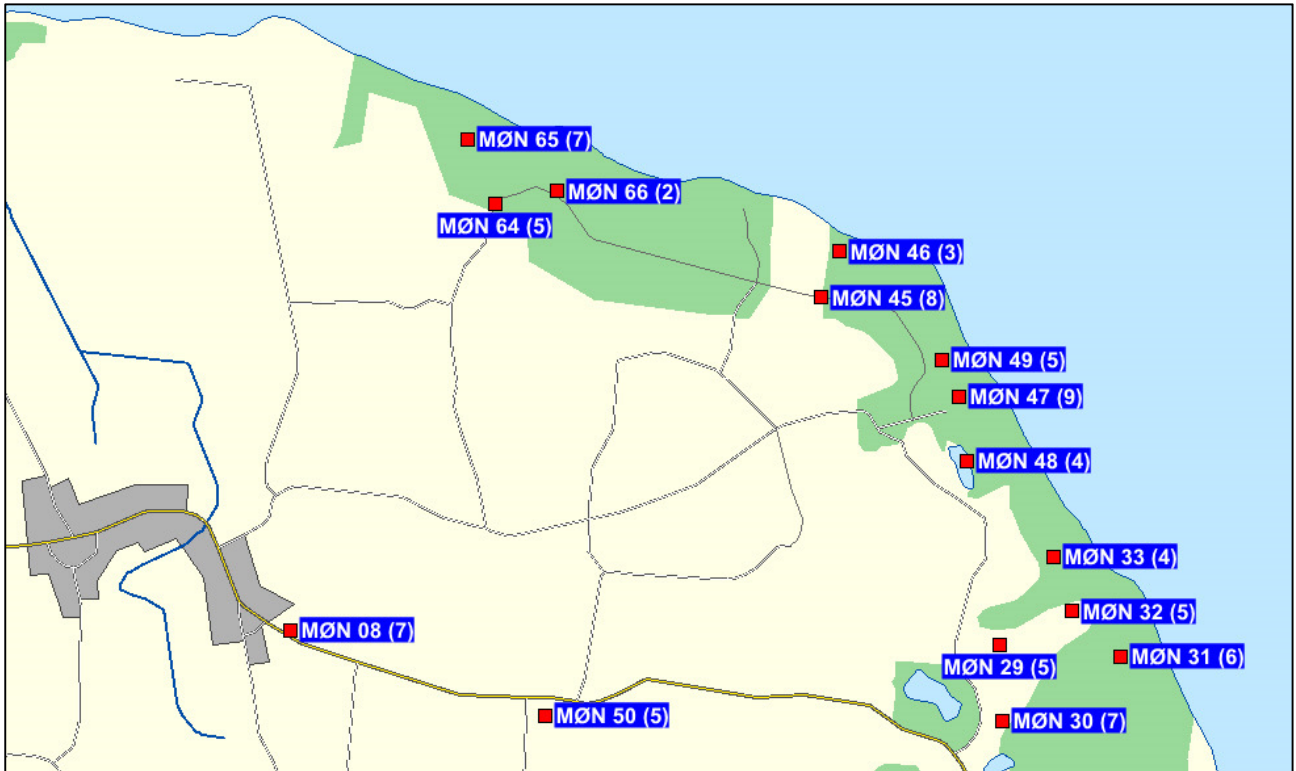 MØN 65 (7)
MØN 66 (2)
MØN 64 (5)
MØN 46 (3)
MØN 45 (8)
MØN 49 (5)
MØN 47 (9)
MØN 48 (4)
MØN 33 (4)
MØN 32 (5)
MØN 08 (7)
MØN 31 (6)
MØN 29 (5)
MØN 50 (5)
MØN 30 (7)